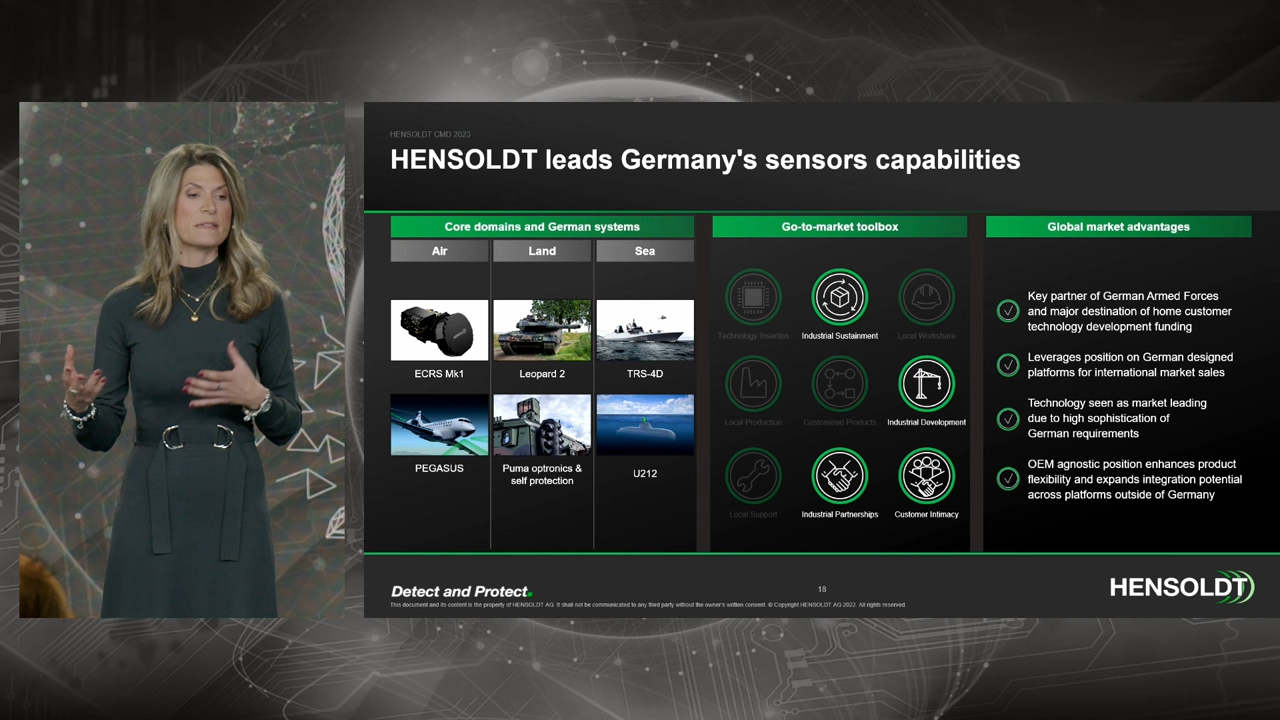 HENSOLDT CMD 2023
HENSOLDT leads Germany's sensors capabilities
Core domains and German systems
Air
Land
Sea
ECRS Mk1
Leopard 2
TRS-4D
PEGASUS
Puma optronics &
self protection
U212
Go-to-market toolbox
Technology Insertion
Industrial Sustainment
Local Workshare
Local Production
Customized Products
Industrial Development
Local Support
Industrial Partnerships
Customer Intimacy
Global market advantages
Key partner of German Armed Forces
and major destination of home customer
technology development funding
Leverages position on German designed
platforms for international market sales
Technology seen as market leading
due to high sophistication of
German requirements
OEM agnostic position enhances product
flexibility and expands integration potential
across platforms outside of Germany
Detect and Protect.
18
This document and its content is the property of HENSOLDT AG. It shall not be communicated to any third party without the owner's written consent. © Copyright HENSOLDT AG 2022. All rights reserved.
HENSOLDT